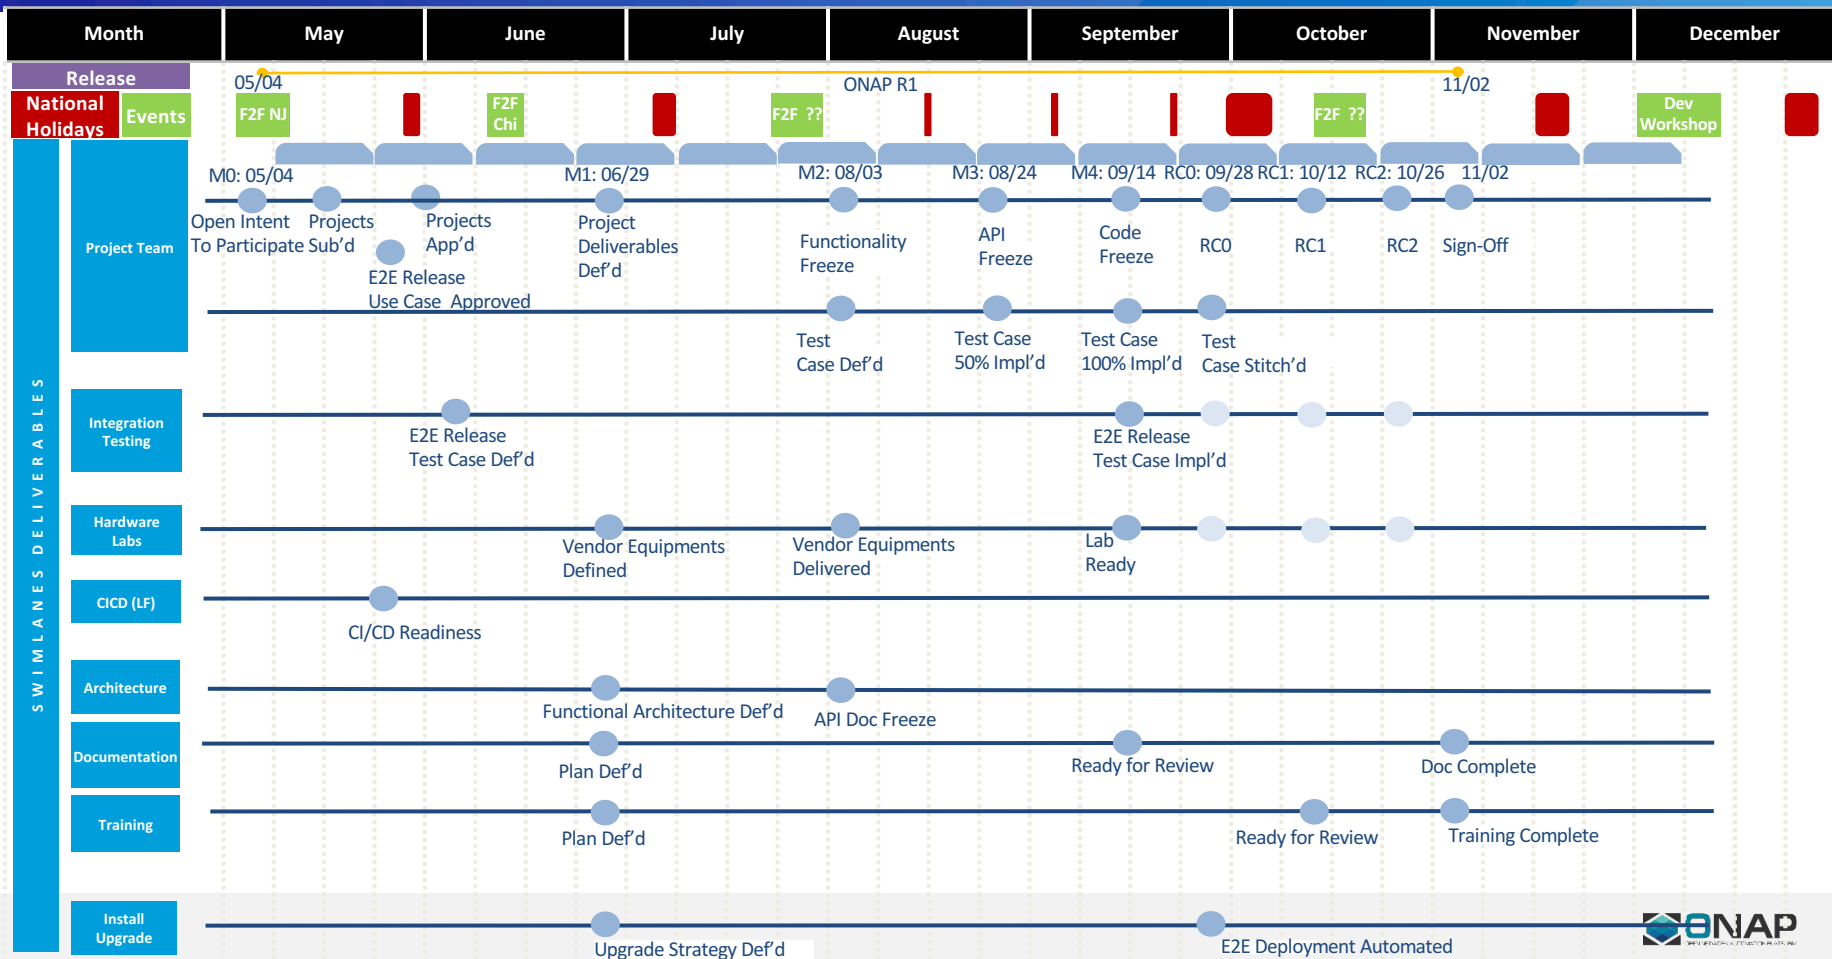 Month May June July August September October November December
Release
05/04 ONAP R1 11/02
National
Holidays
Events
F2F NJ
F2F
Chi
F2F ??
F2F ??
Dev
Workshop
SWIMLANES DELIVERABLES
Project Team
M0: 05/04 M1: 06/29 M2: 08/03 M3: 08/24 M4: 09/14 RC0: 09/28 RC1: 10/12 RC2: 10/26 11/02
Open Intent
To Participate
Projects
Sub’d
Projects
App’d
E2E Release
Use Case Approved
Project
Deliverables
Def’d
Functionality
Freeze
API
Freeze
Code
Freeze
RC0
RC1
RC2
Sign-Off
Test
Case Def’d
Test Case
50% Impl’d
Test Case
100% Impl’d
Test
Case Stitch’d
Integration
Testing
E2E Release
Test Case Def’d
E2E Release
Test Case Impl’d
Hardware
Labs
Vendor Equipments
Defined
Vendor Equipments
Delivered
Lab
Ready
CICD (LF)
CI/CD Readiness
Architecture
Functional Architecture Def’d
API Doc Freeze
Documentation
Plan Def’d
Ready for Review
Doc Complete
Training
Plan Def’d
Ready for Review
Training Complete
Install
Upgrade
Upgrade Strategy Def’d
E2E Deployment Automated
ONAP
OPEN NETWORK AUTOMATION PLATFORM